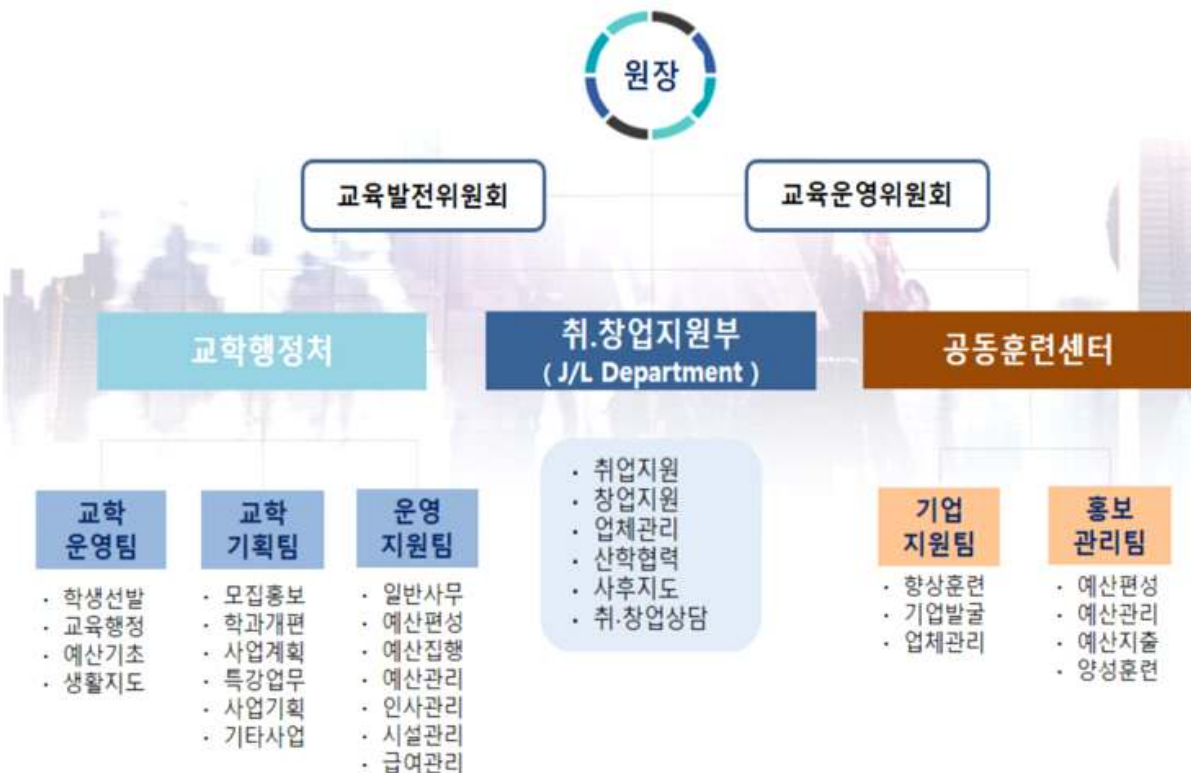 원장
교육발전위원회
교육운영위원회
교학행정처
취.창업지원부
( J/L Department )
공동훈련센터
교학
운영팀
· 학생선발
· 교육행정
· 예산기초
· 생활지도
교학
기획팀
· 모집홍보
· 학과개편
· 사업계획
· 특강업무
· 사업기획
· 기타사업
운영
지원팀
· 일반사무
· 예산편성
· 예산집행
· 예산관리
· 인사관리
· 시설관리
· 급여관리
· 취업지원
· 창업지원
· 업체관리
· 산학협력
· 사후지도
· 취·창업상담
기업
지원팀
· 향상훈련
· 기업발굴
· 업체관리
홍보
관리팀
· 예산편성
· 예산관리
· 예산지출
· 양성훈련